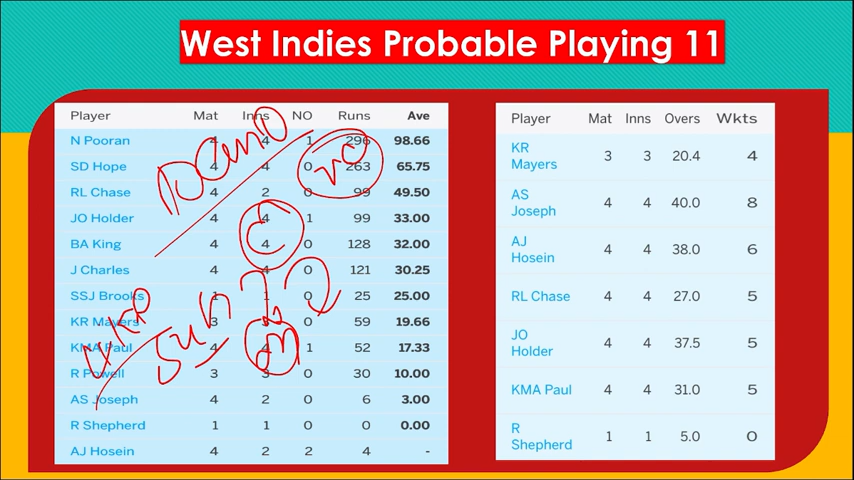 West Indies Probable Playing 11
Player Mat Inns NO Runs Ave
N Pooran 4 4 1 296 98.66
SD Hope 4 4 0 263 65.75
RL Chase 4 2 0 99 49.50
JO Holder 4 4 1 99 33.00
BA King 4 4 0 128 32.00
J Charles 4 4 0 121 30.25
SSJ Brooks 1 1 0 25 25.00
KR Mayers 3 3 0 59 19.66
KMA Paul 4 4 1 52 17.33
R Powell 3 3 0 30 10.00
AS Joseph 4 2 0 6 3.00
R Shepherd 1 1 0 0 0.00
AJ Hosein 4 2 2 4 -
Player Mat Inns Overs Wkts
KR
Mayers 3 3 20.4 4
AS
Joseph 4 4 40.0 8
AJ
Hosein 4 4 38.0 6
RL Chase 4 4 27.0 5
JO
Holder 4 4 37.5 5
KMA Paul 4 4 31.0 5
R
Shepherd 1 1 5.0 0